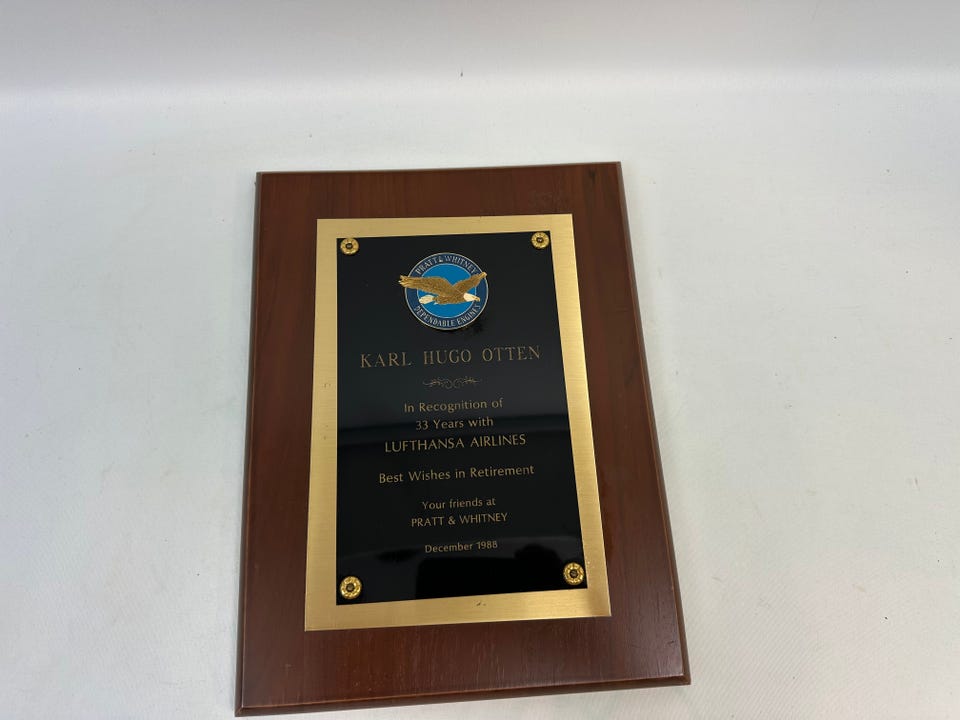 PRATT & WHITNEY
DEPENDABLE ENGINES
KARL HUGO OTTEN
In Recognition of
33 Years with
LUFTHANSA AIRLINES
Best Wishes in Retirement
Your friends at
PRATT & WHITNEY
December 1988